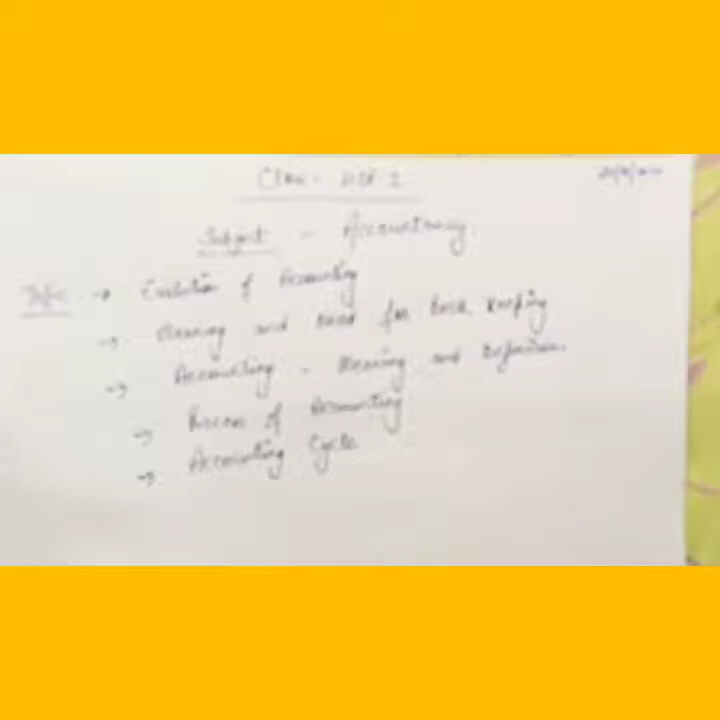 Class -
Subject - Accountancy.
Topic → Evolution of Accounting
→ Meaning and Need for Book Keeping
→ Accounting - Meaning and Definition
→ Process of Accounting
→ Accounting Cycle